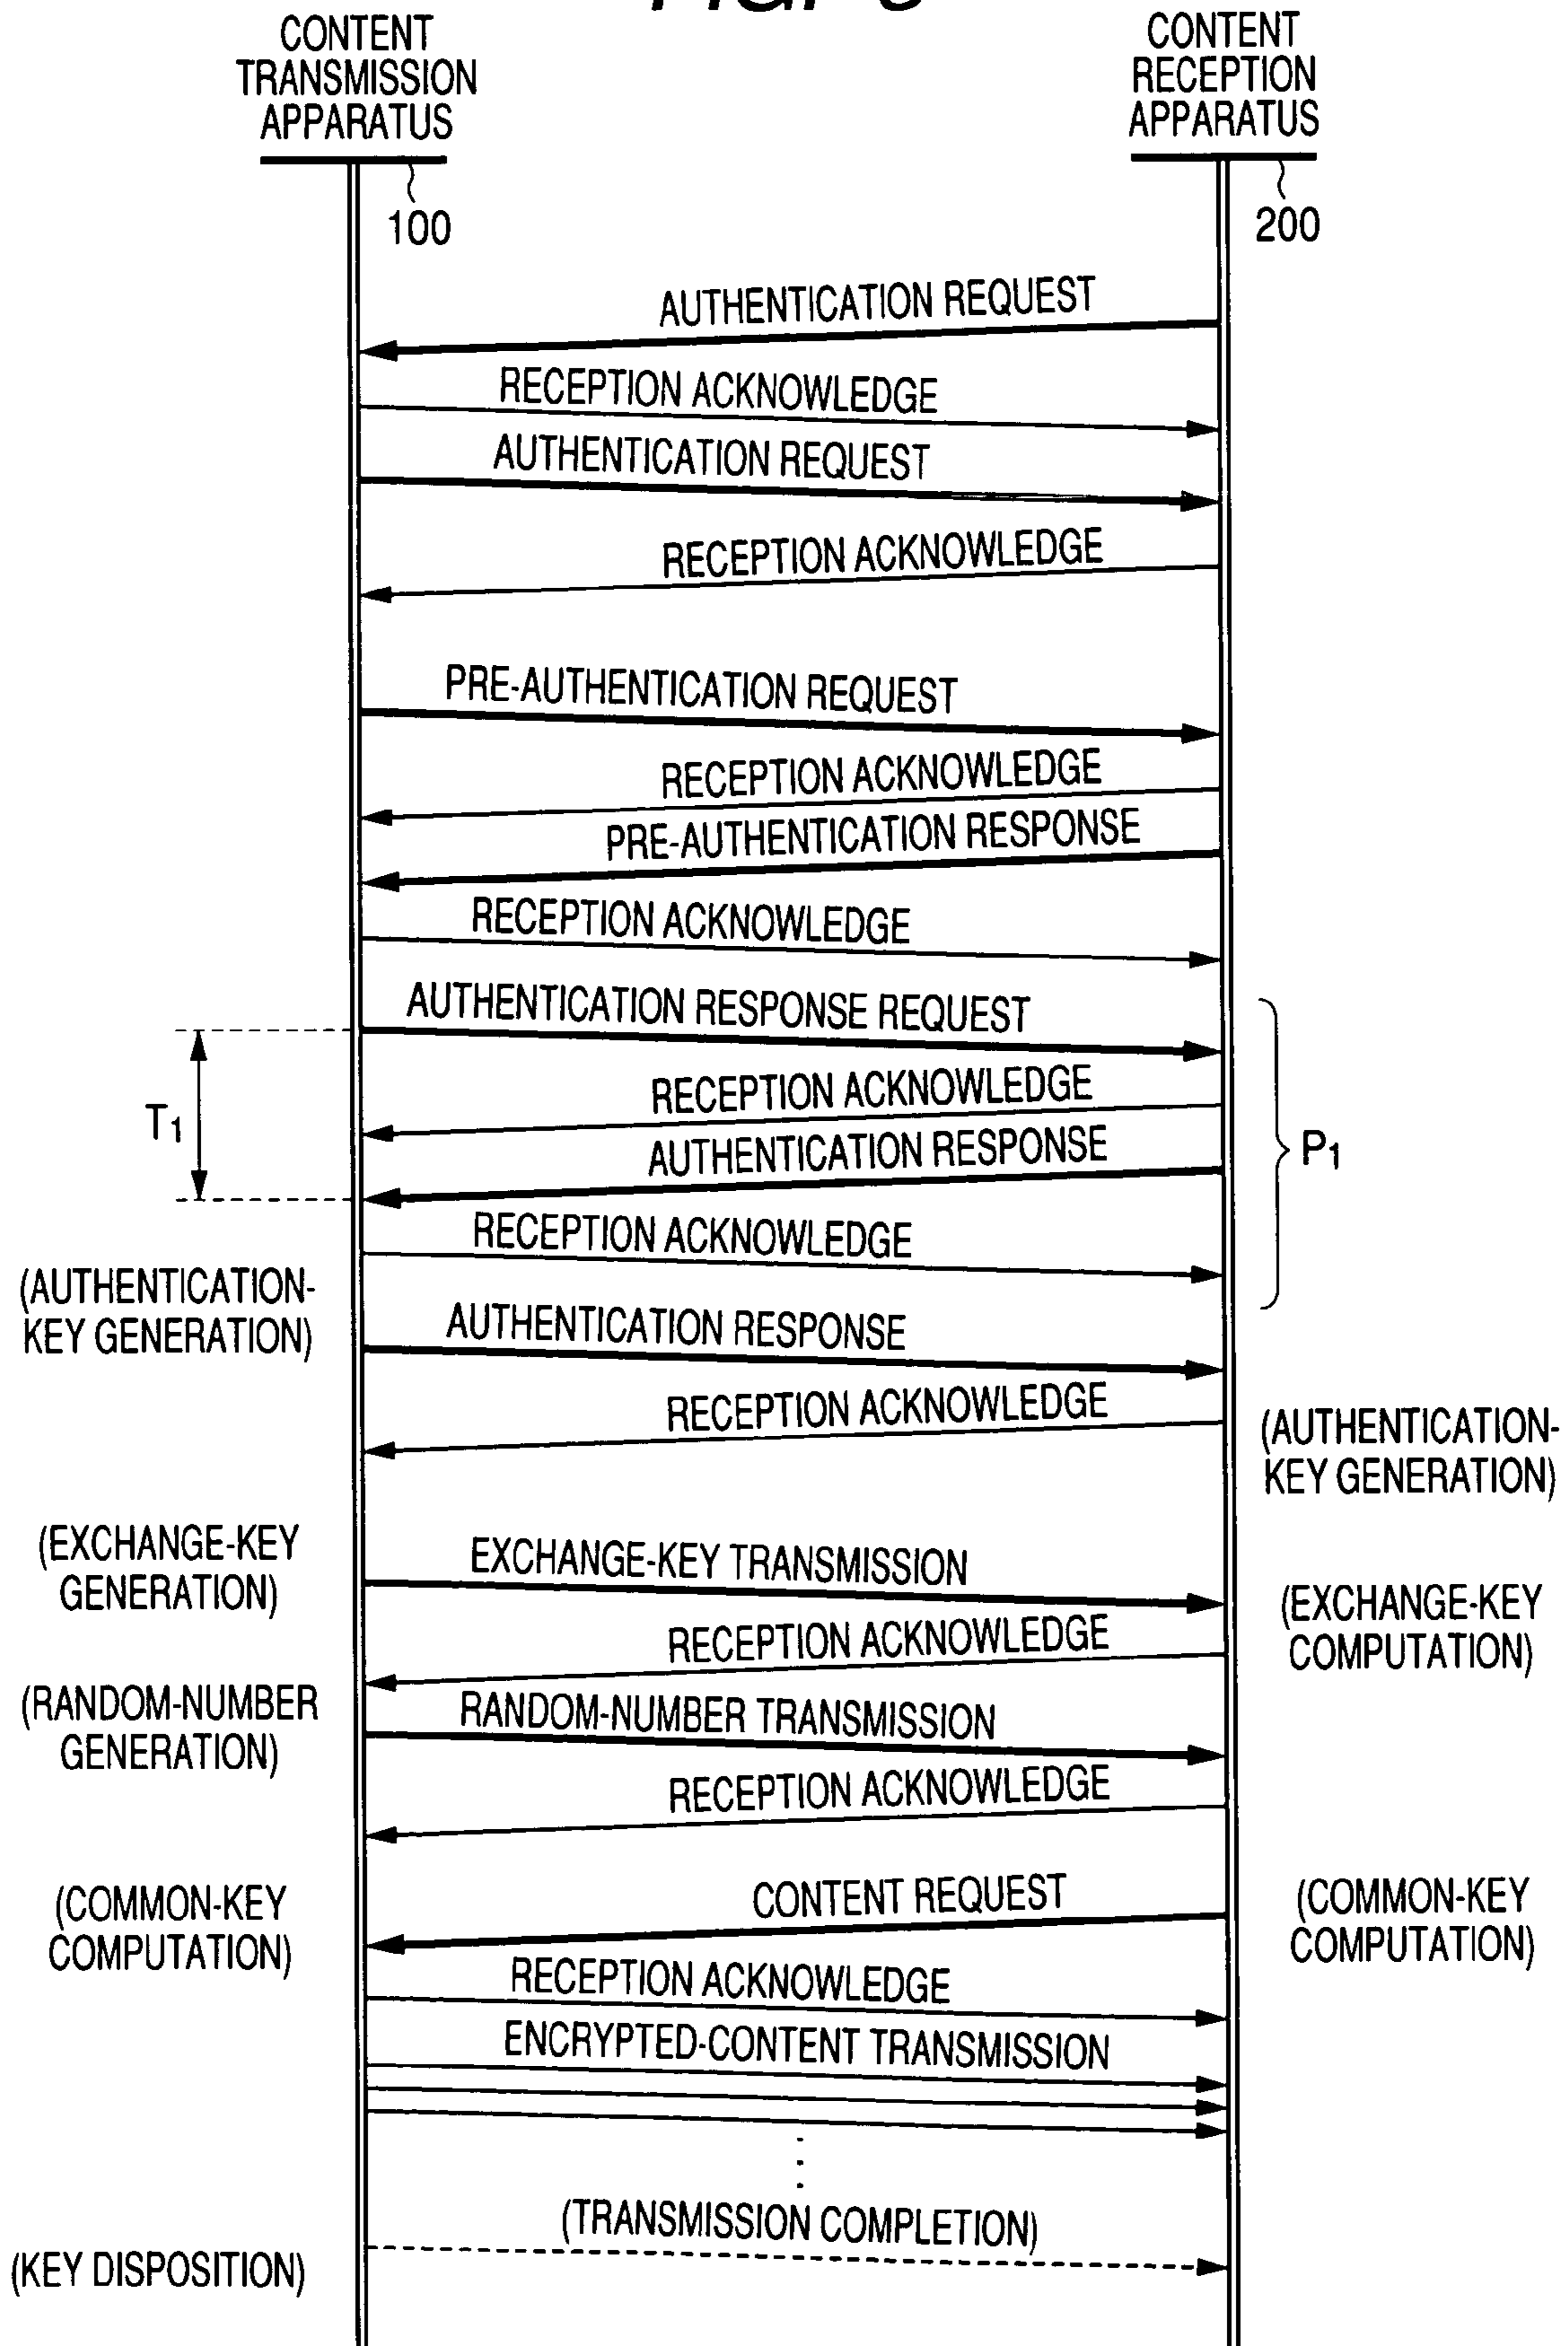 CONTENT
TRANSMISSION
APPARATUS
CONTENT
RECEPTION
APPARATUS
100
200
AUTHENTICATION REQUEST
RECEPTION ACKNOWLEDGE
AUTHENTICATION REQUEST
RECEPTION ACKNOWLEDGE
PRE-AUTHENTICATION REQUEST
RECEPTION ACKNOWLEDGE
PRE-AUTHENTICATION RESPONSE
RECEPTION ACKNOWLEDGE
AUTHENTICATION RESPONSE REQUEST
RECEPTION ACKNOWLEDGE
T1
AUTHENTICATION RESPONSE
P1
RECEPTION ACKNOWLEDGE
(AUTHENTICATION-
KEY GENERATION)
AUTHENTICATION RESPONSE
RECEPTION ACKNOWLEDGE
(AUTHENTICATION-
KEY GENERATION)
(EXCHANGE-KEY
GENERATION)
EXCHANGE-KEY TRANSMISSION
(EXCHANGE-KEY
COMPUTATION)
RECEPTION ACKNOWLEDGE
(RANDOM-NUMBER
GENERATION)
RANDOM-NUMBER TRANSMISSION
RECEPTION ACKNOWLEDGE
(COMMON-KEY
COMPUTATION)
CONTENT REQUEST
(COMMON-KEY
COMPUTATION)
RECEPTION ACKNOWLEDGE
ENCRYPTED-CONTENT TRANSMISSION
(TRANSMISSION COMPLETION)
(KEY DISPOSITION)